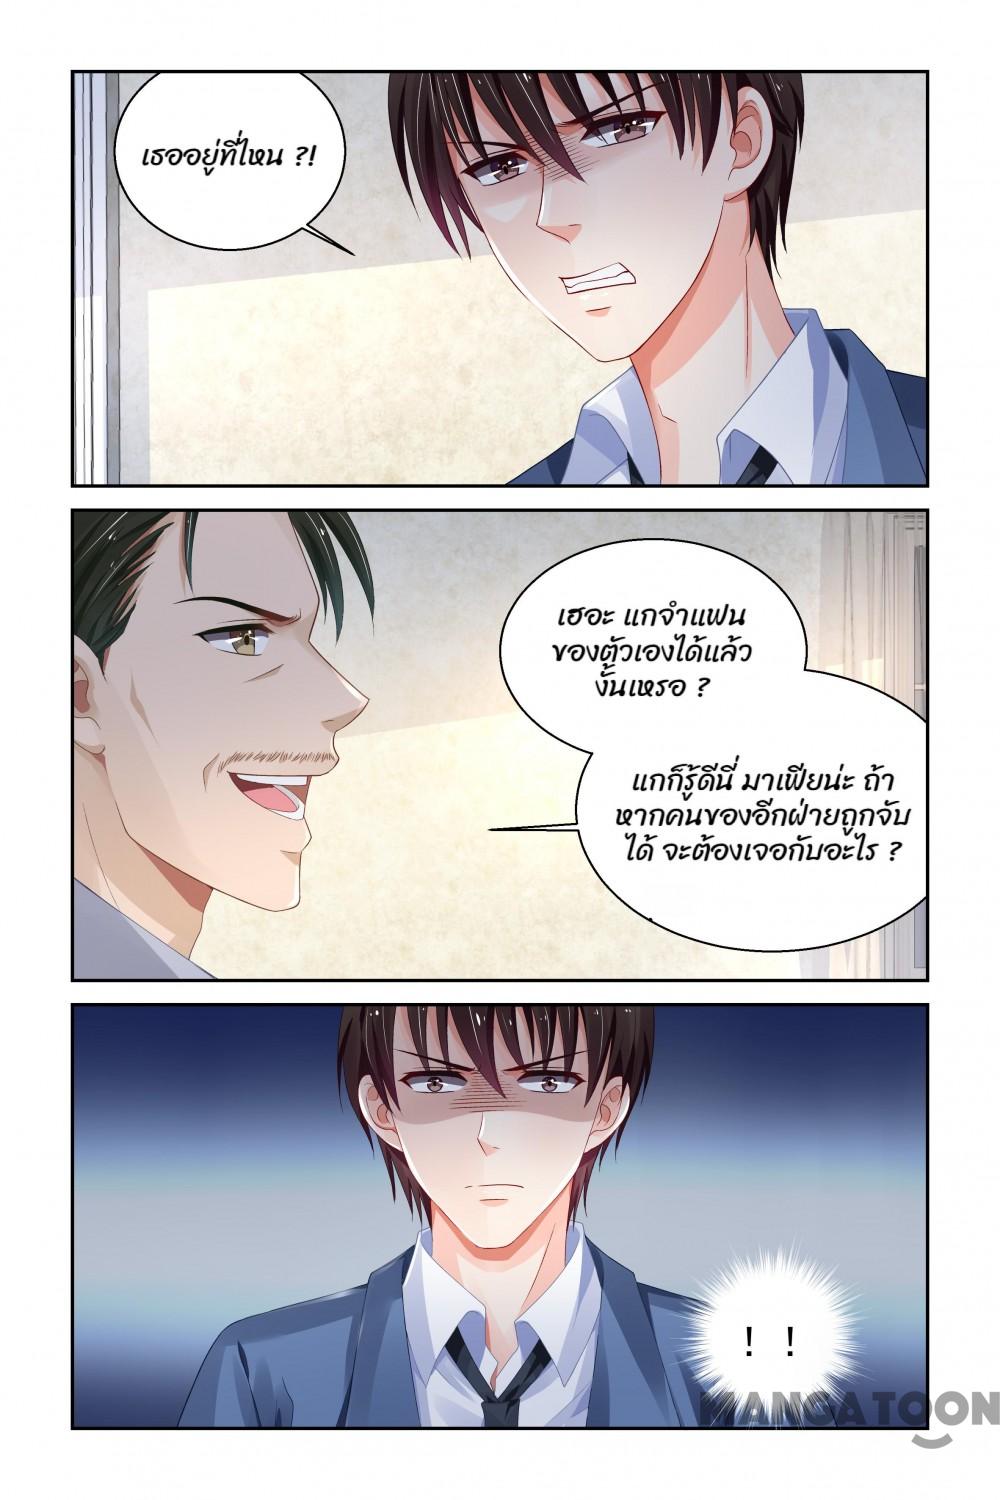 เธออยู่ที่ไหน ?!
เฮอะ แกจำแฟน
ของตัวเองได้แล้ว
งั้นเหรอ ?
แกก็รู้ดีนี่ มาเฟียน่ะ ถ้า
หากคนของอีกฝ่ายถูกจับ
ได้ จะต้องเจอกับอะไร ?
! !
MANGATOON